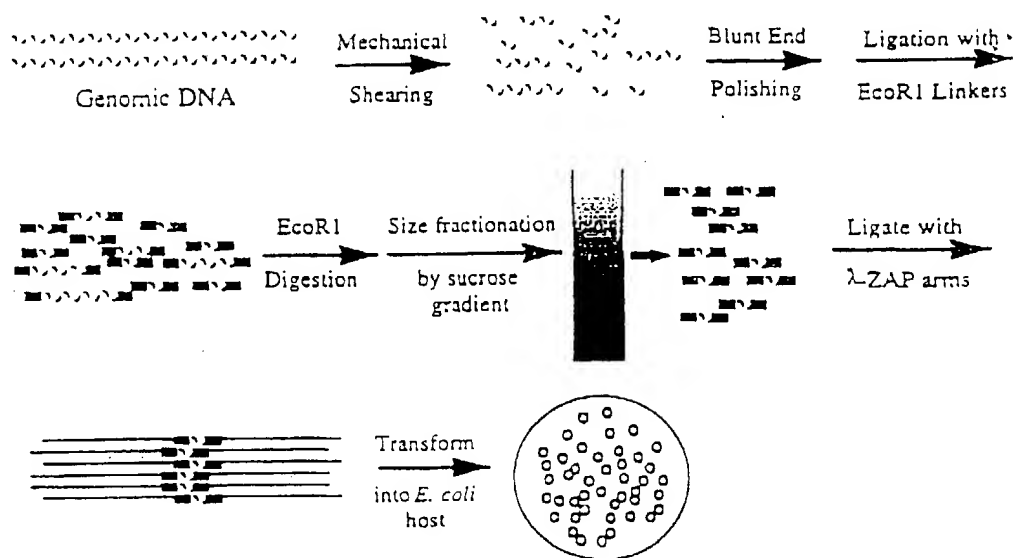 Mechanical
Shearing
Genomic DNA
Blunt End
Polishing
Ligation with
EcoR1 Linkers
EcoR1
Digestion
Size fractionation
by sucrose
gradient
Ligate with
λ-ZAP arms
Transform
into E. coli
host